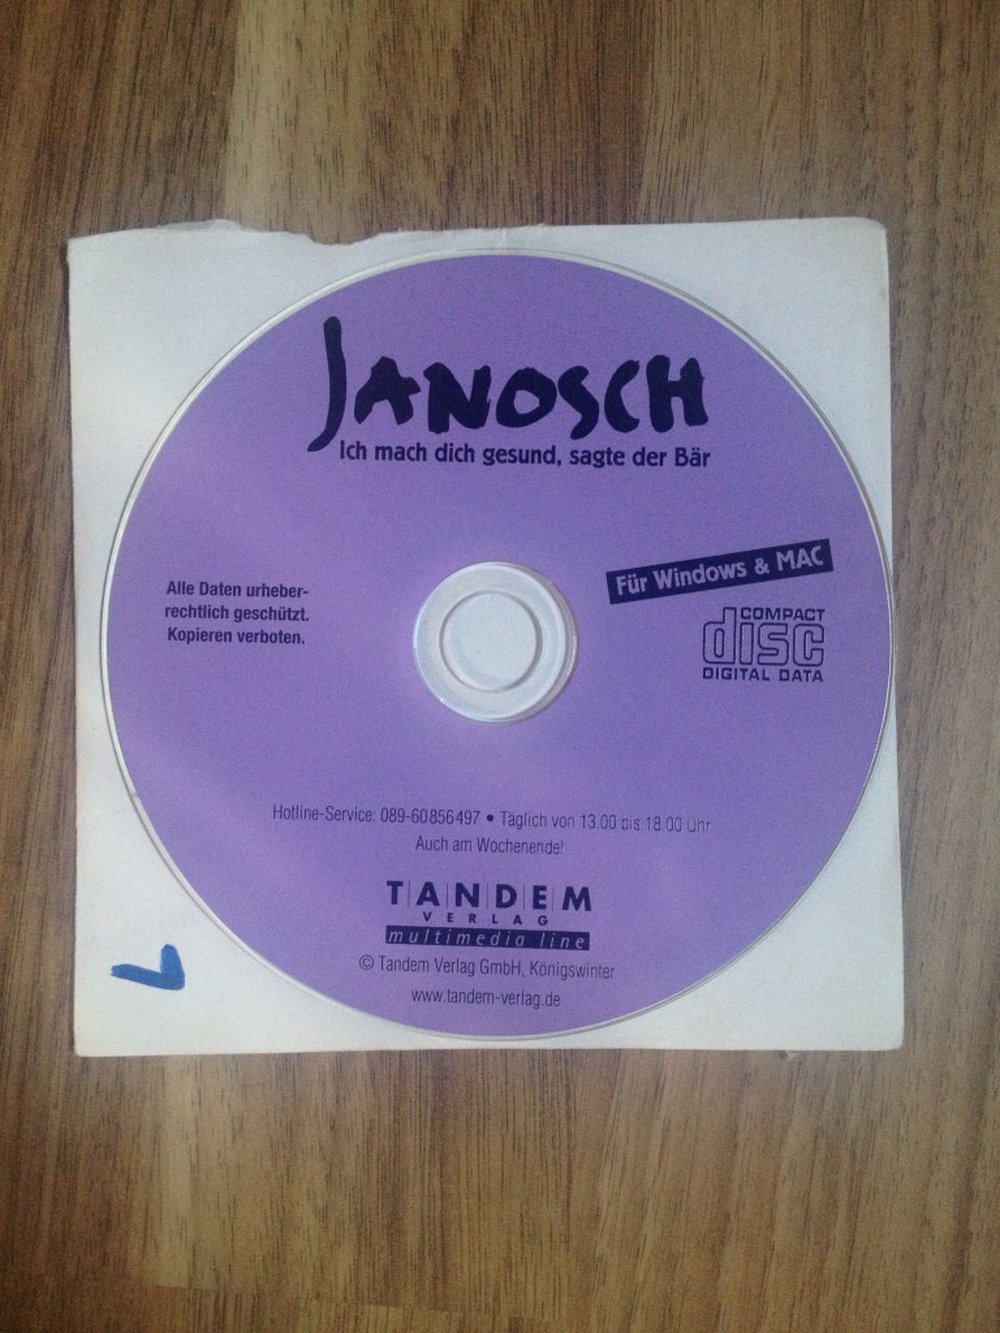 JANOSCH
Ich mach dich gesund, sagte der Bär
Für Windows & MAC
Alle Daten urheber-
rechtlich geschützt.
Kopieren verboten.
COMPACT
disc
DIGITAL DATA
Hotline-Service: 089-60856497 • Täglich von 13.00 bis 18.00 Uhr
Auch am Wochenende!
T|A|N|D|E|M
VERLAG
multimedia line
© Tandem Verlag GmbH, Königswinter
www.tandem-verlag.de